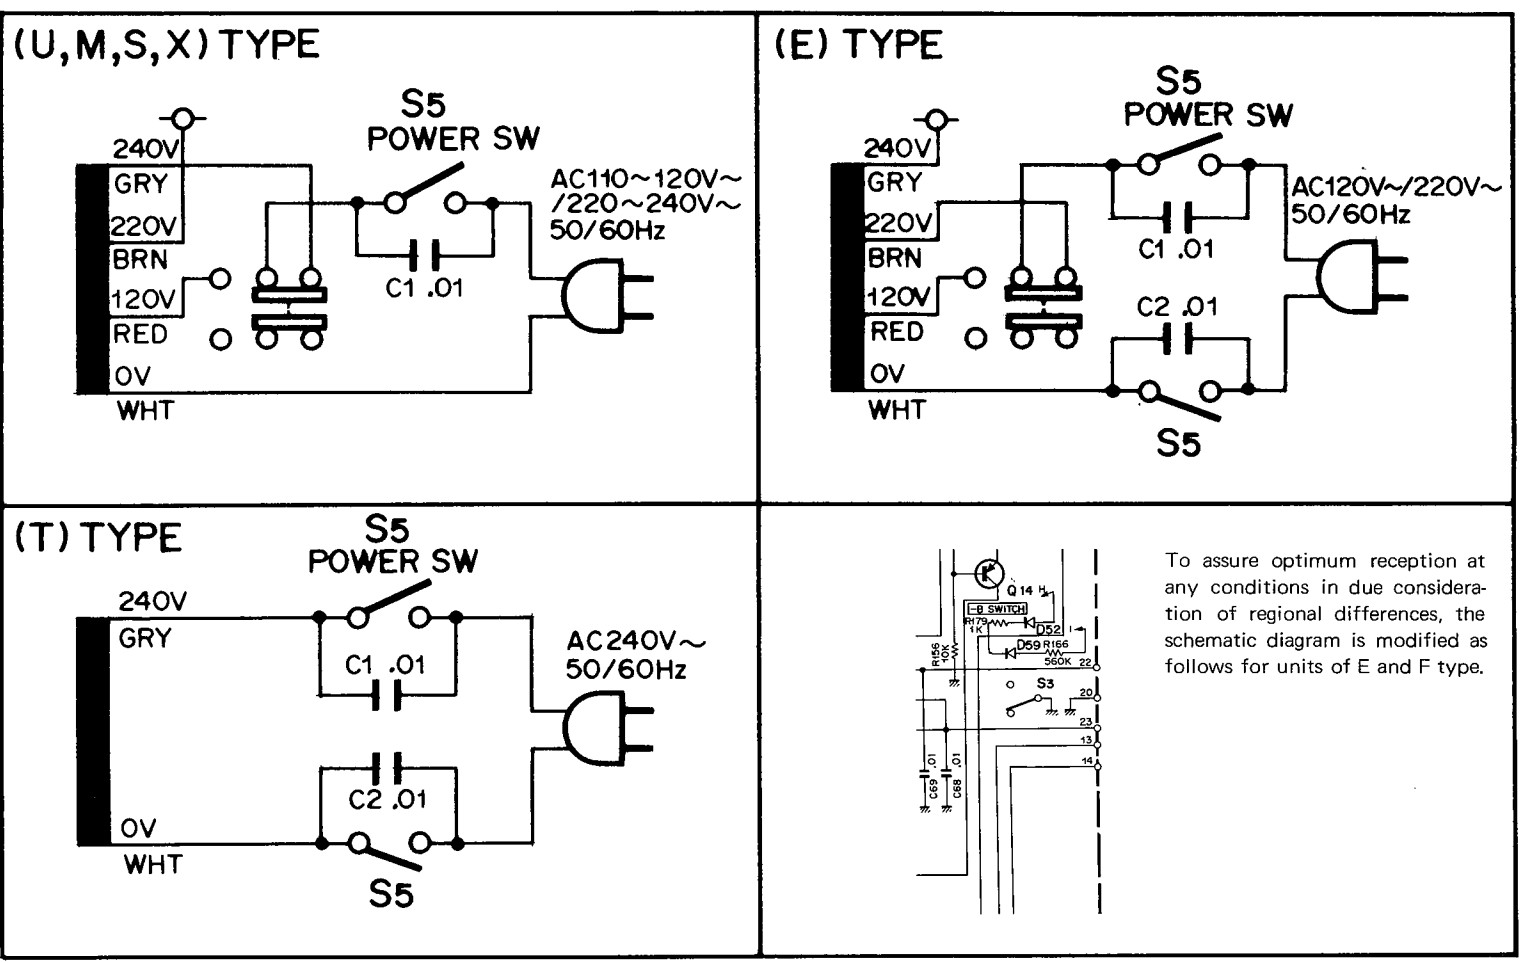 (U,M,S,X) TYPE
S5
POWER SW
240V
GRY
220V
BRN
120V
RED
0V
WHT
C1 .01
AC110~120V~
/220~240V~
50/60Hz
(E) TYPE
S5
POWER SW
240V
GRY
220V
BRN
120V
RED
0V
WHT
C1 .01
C2 .01
S5
AC120V~/220V~
50/60Hz
(T) TYPE
S5
POWER SW
240V
GRY
C1 .01
C2 .01
0V
WHT
S5
AC240V~
50/60Hz
Q14 H
-B SWITCH
R179
1K
D52
I
D59 R166
560K
R156
10K
22
S3
20
23
13
14
C69 .01
C68 .01
To assure optimum reception at
any conditions in due considera-
tion of regional differences, the
schematic diagram is modified as
follows for units of E and F type.